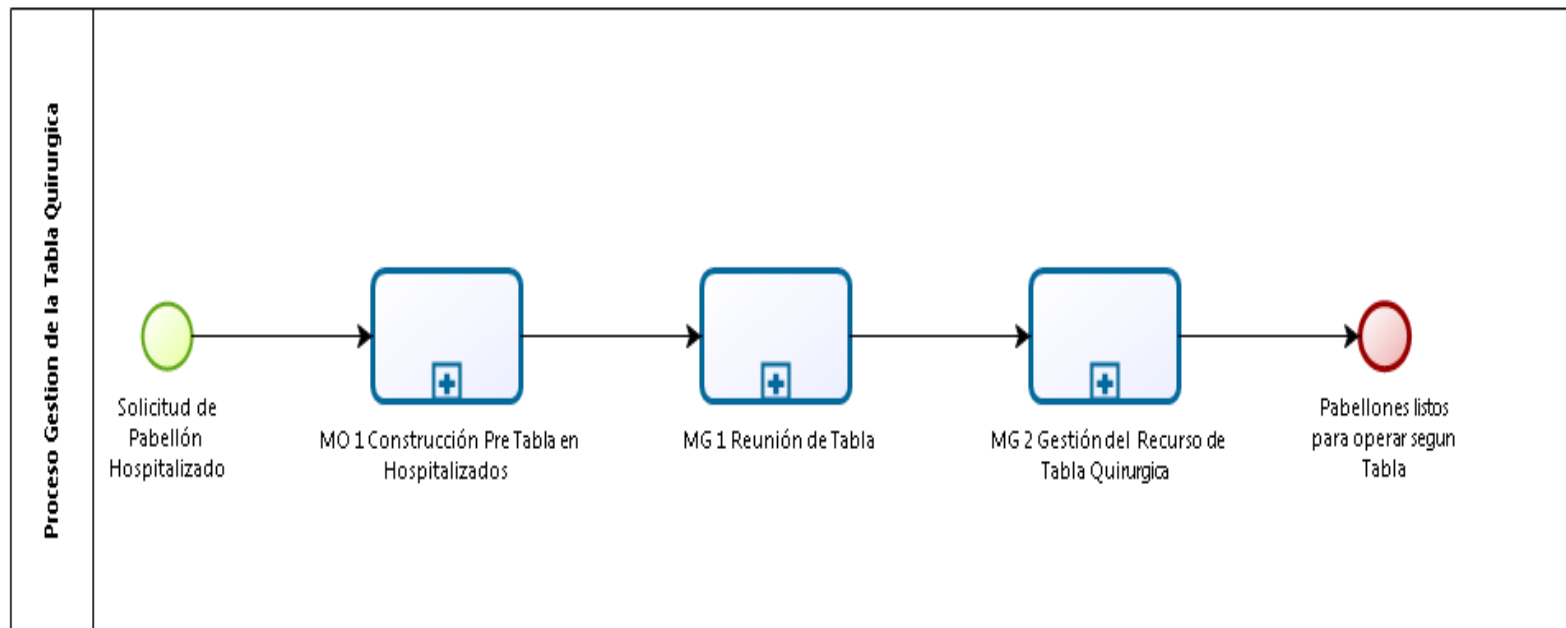 Proceso Gestion de la Tabla Quirurgica
Solicitud de
Pabellón
Hospitalizado
MO 1 Construcción Pre Tabla en
Hospitalizados
MG 1 Reunión de Tabla
MG 2 Gestión del Recurso de
Tabla Quirurgica
Pabellones listos
para operar segun
Tabla